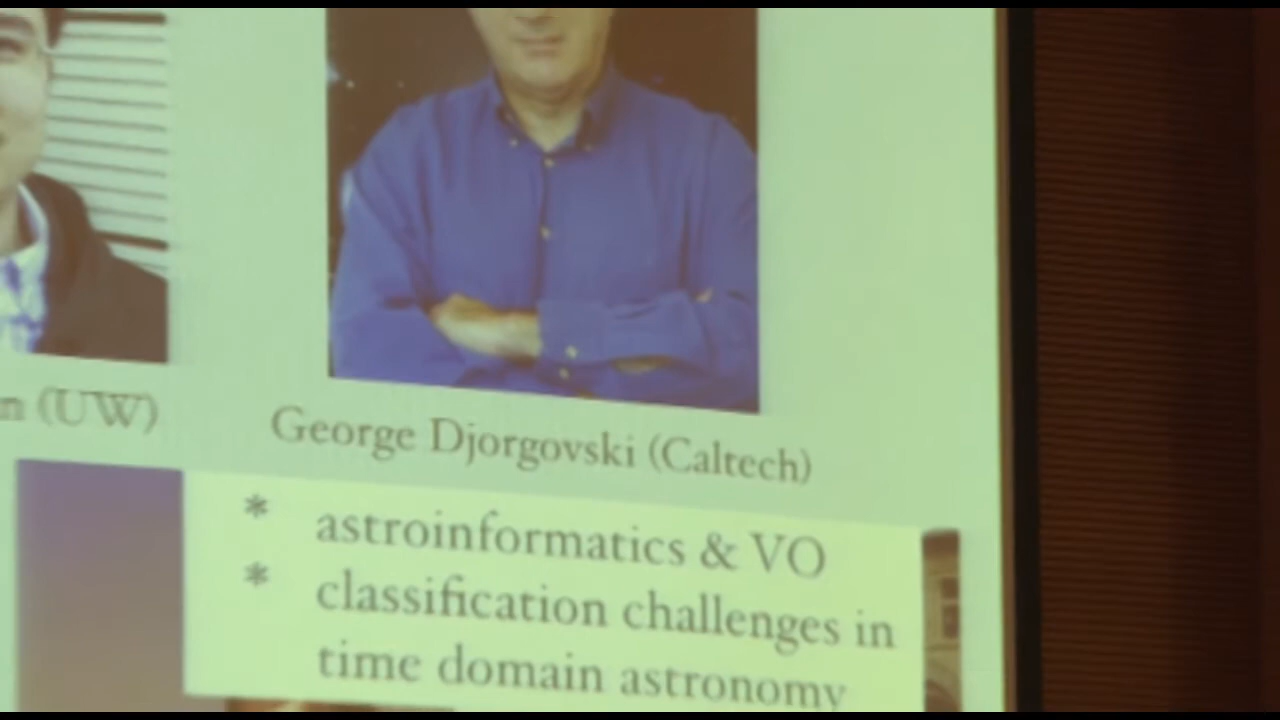 n (UW)
George Djorgovski (Caltech)
* astroinformatics & VO
* classification challenges in
time domain astronomy